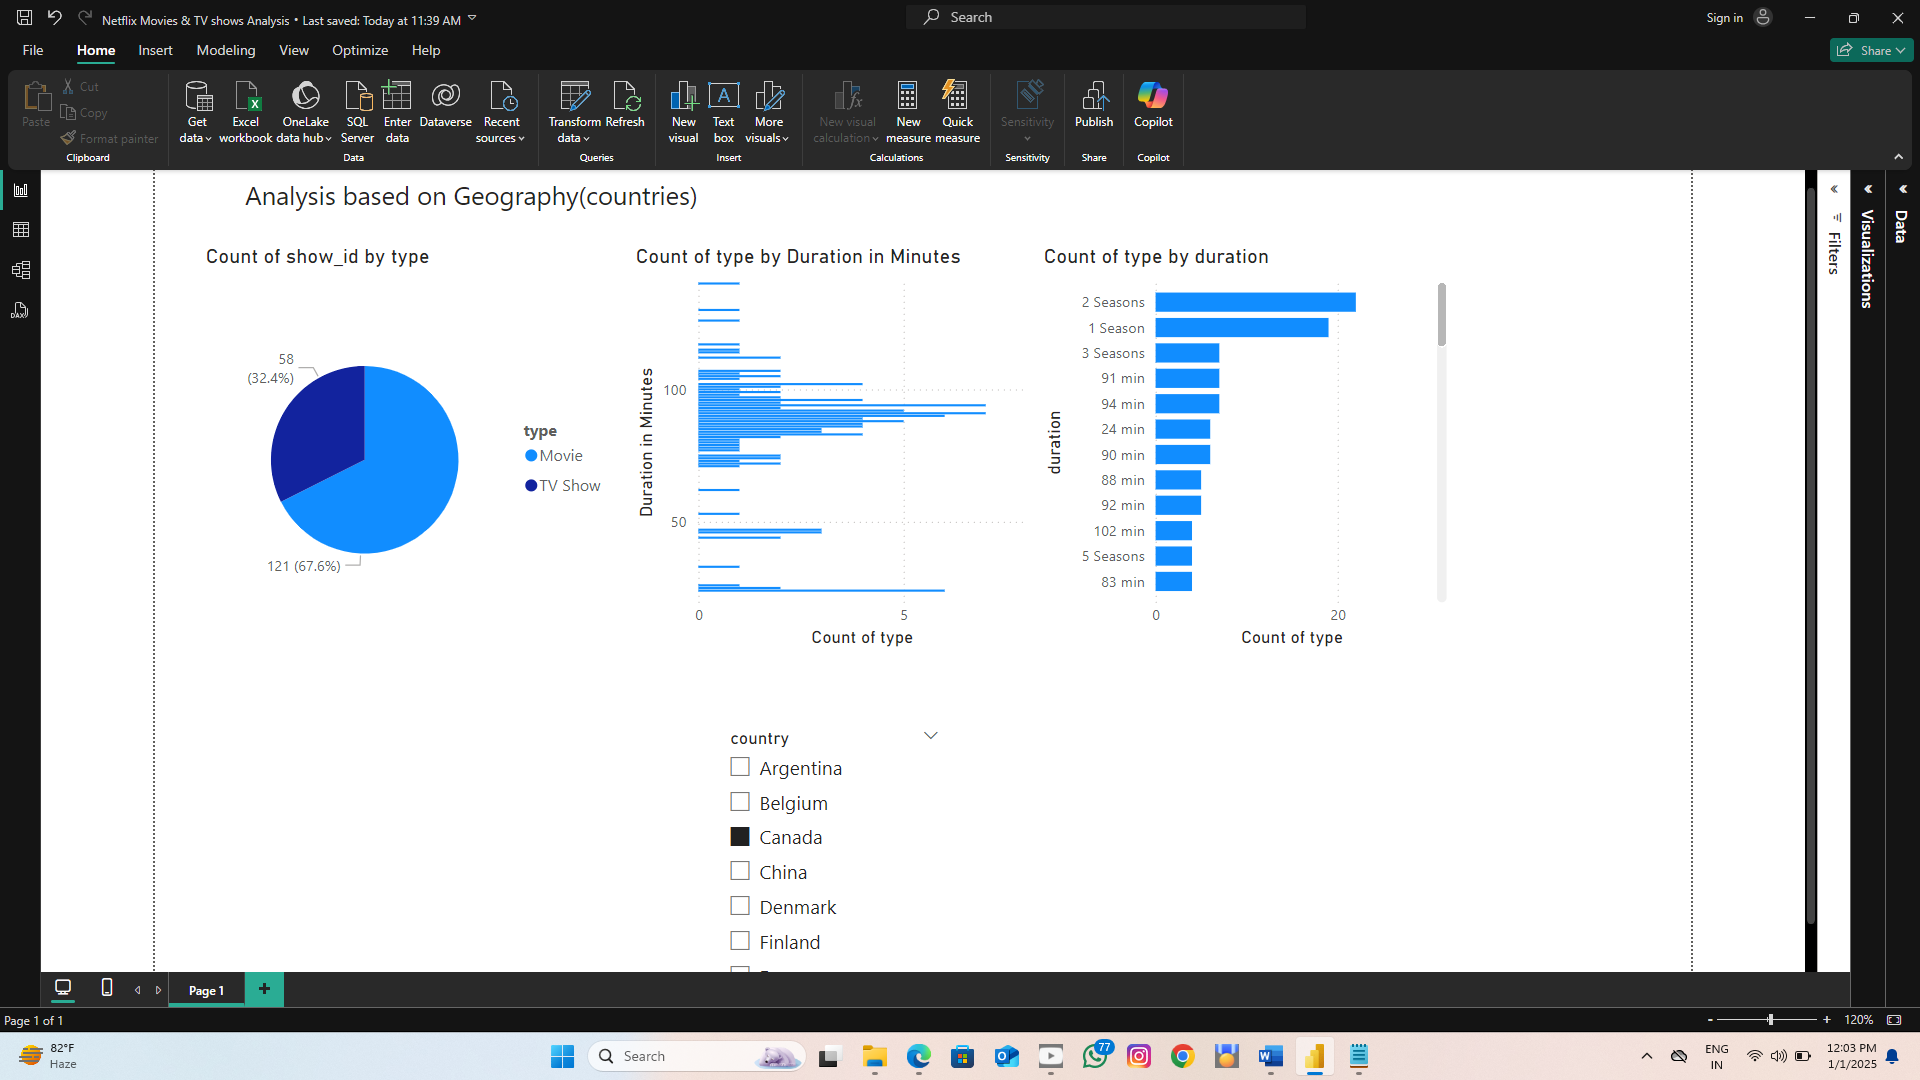 Netflix Movies & TV shows Analysis • Last saved: Today at 11:39 AM
Search
Sign in
File
Home
Insert
Modeling
View
Optimize
Help
Share
Paste
Cut
Copy
Format painter
Clipboard
Get data
Excel workbook
OneLake data hub
SQL Server
Enter data
Dataverse
Recent sources
Data
Transform data
Refresh
Queries
New visual
Text box
More visuals
Insert
New visual calculation
New measure
Quick measure
Calculations
Sensitivity
Sensitivity
Publish
Share
Copilot
Copilot
Analysis based on Geography(countries)
Count of show_id by type
58
(32.4%)
121 (67.6%)
type
Movie
TV Show
Count of type by Duration in Minutes
Duration in Minutes
100
50
0
5
Count of type
Count of type by duration
duration
2 Seasons
1 Season
3 Seasons
91 min
94 min
24 min
90 min
88 min
92 min
102 min
5 Seasons
83 min
0
20
Count of type
country
Argentina
Belgium
Canada
China
Denmark
Finland
Filters
Visualizations
Data
DAX
Page 1
Page 1 of 1
- + 120%
82°F
Haze
Search
77
ENG
IN
12:03 PM
1/1/2025